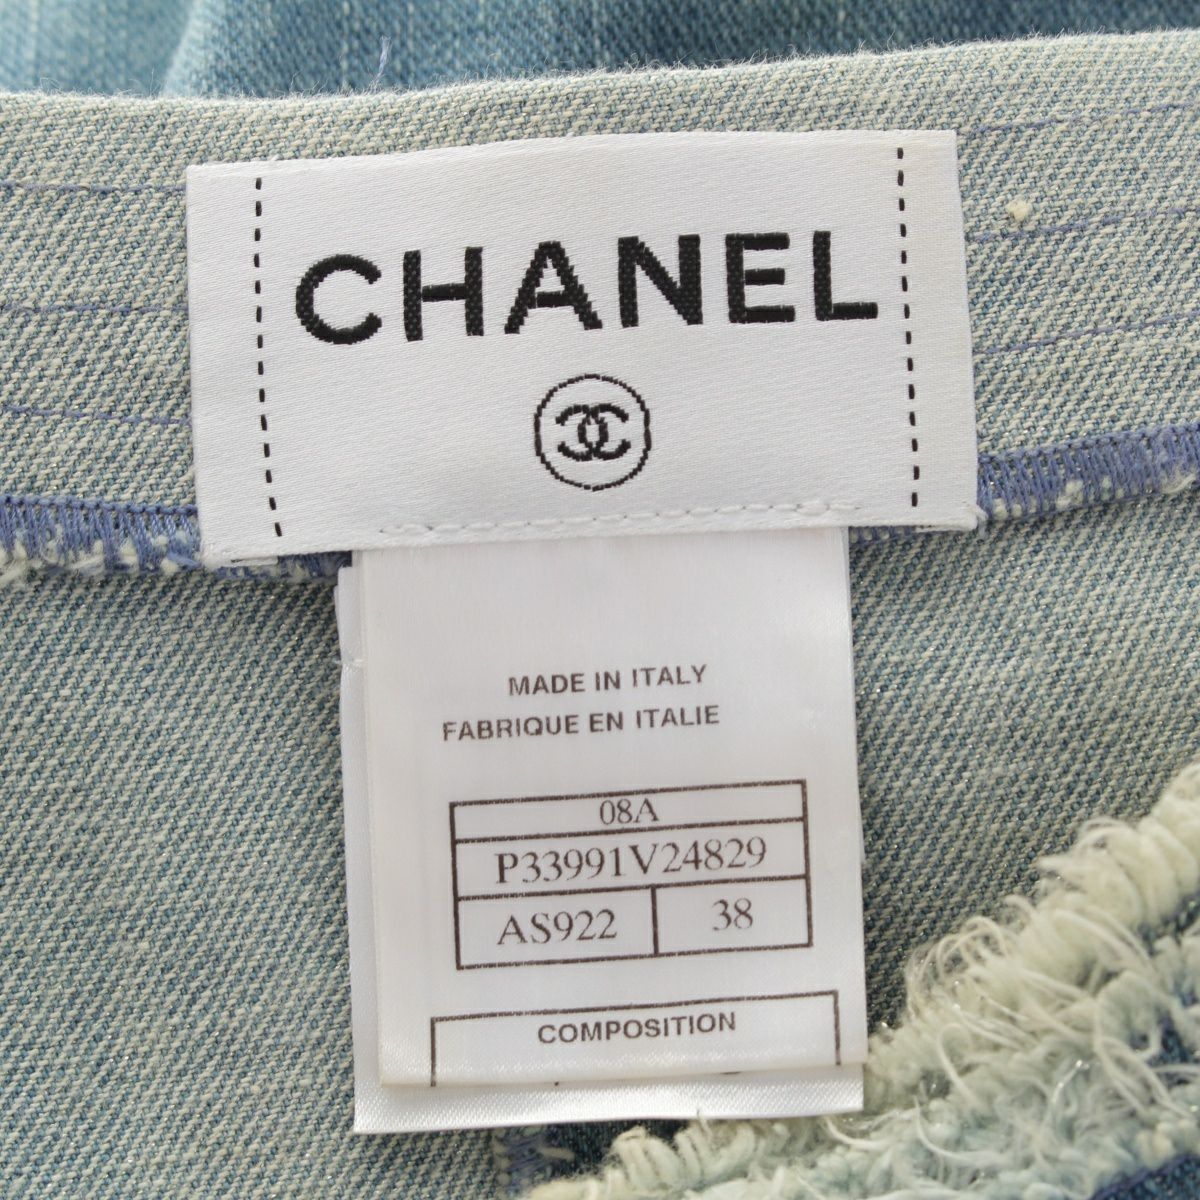 CHANEL
MADE IN ITALY
FABRIQUE EN ITALIE
08A
P33991V24829
AS922 38
COMPOSITION